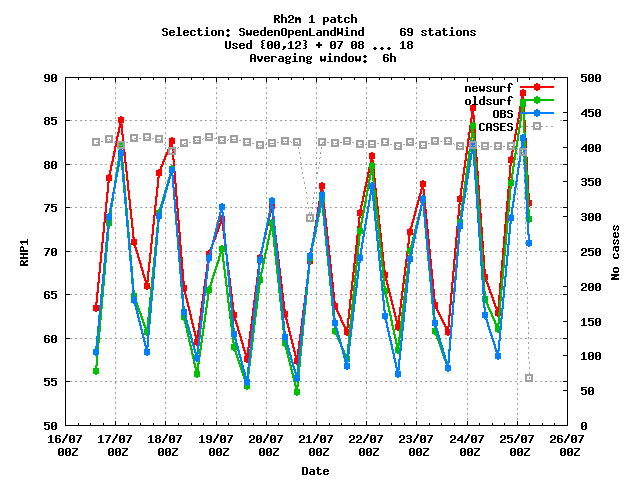 Rh2m 1 patch
Selection: SwedenOpenLandWind 69 stations
Used {00,12} + 07 08 ... 18
Averaging window: 6h
90
85
80
75
70
65
60
55
50
RHP1
500
450
400
350
300
250
200
150
100
50
0
No cases
newsurf
oldsurf
OBS
CASES
16/07 17/07 18/07 19/07 20/07 21/07 22/07 23/07 24/07 25/07 26/07
00Z 00Z 00Z 00Z 00Z 00Z 00Z 00Z 00Z 00Z 00Z
Date